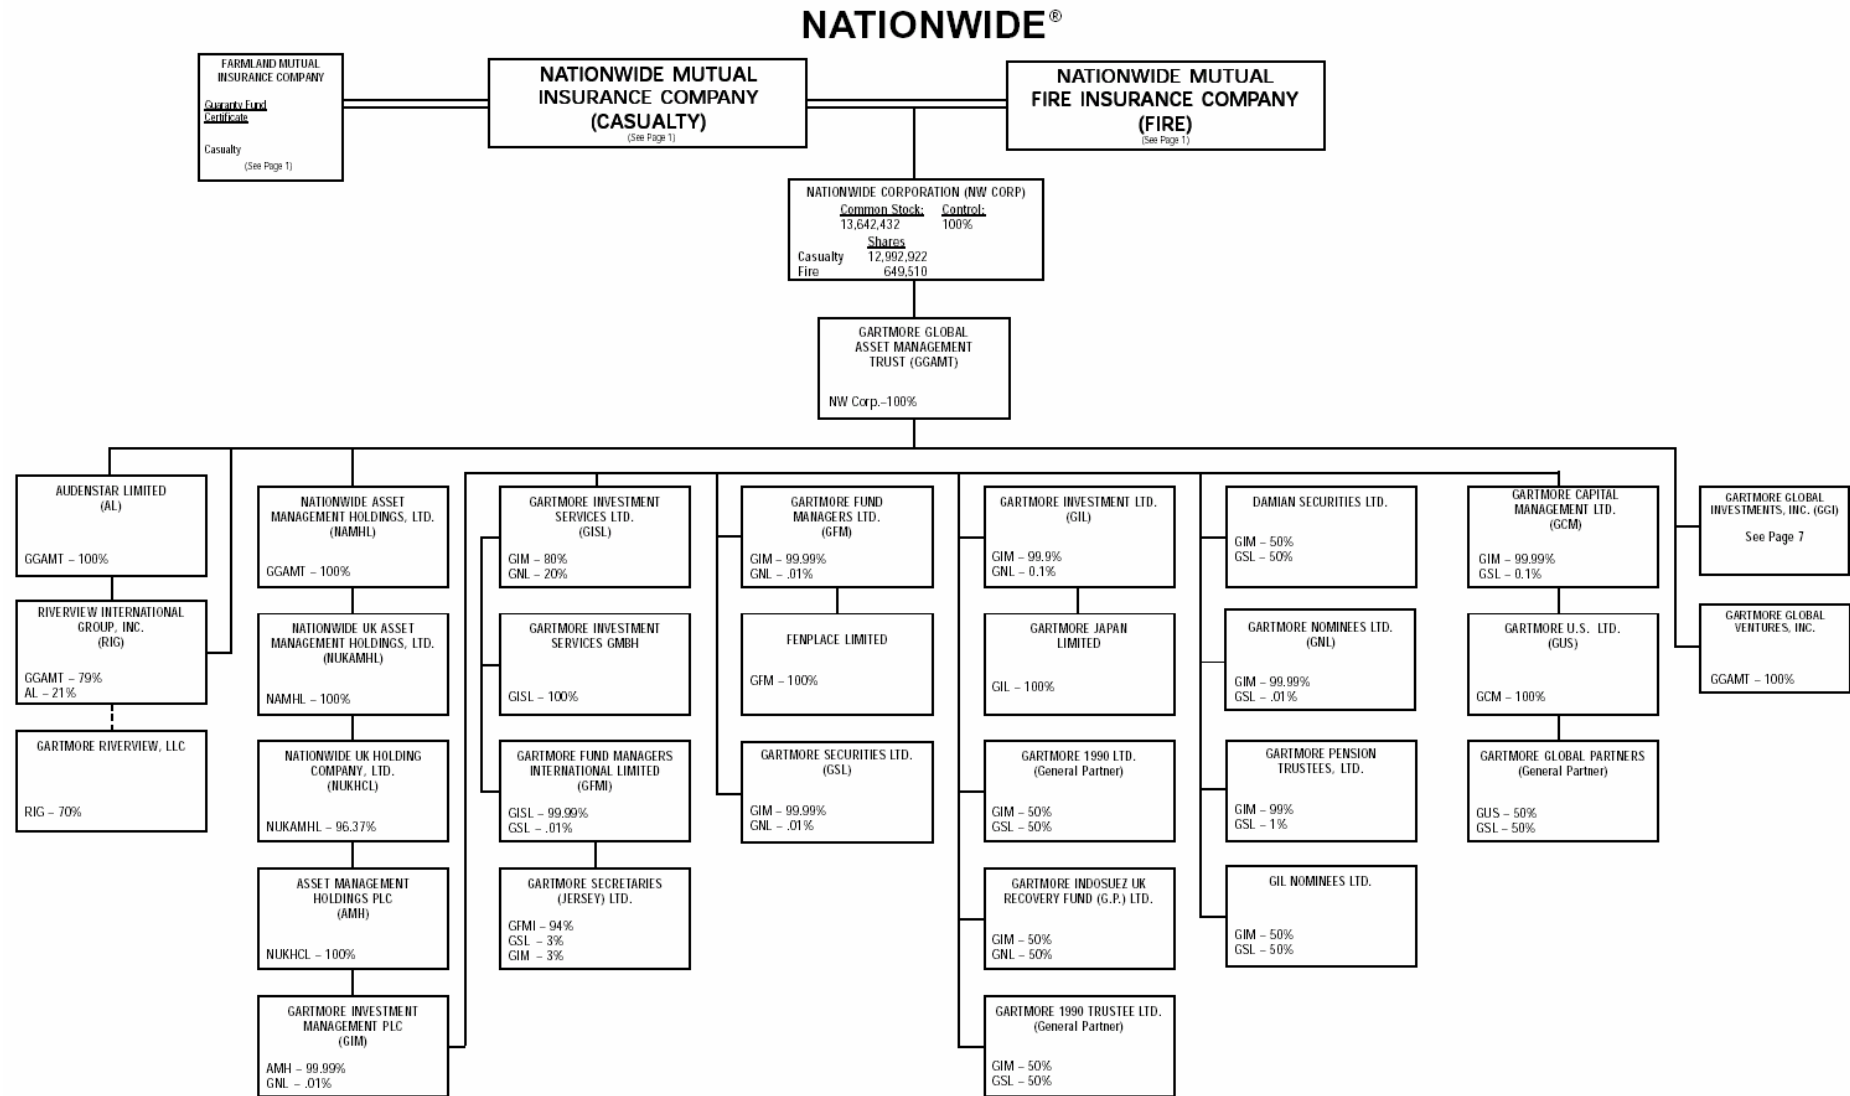 NATIONWIDE®
FARMLAND MUTUAL
INSURANCE COMPANY
Guaranty Fund
Certificate
Casualty
(See Page 1)
NATIONWIDE MUTUAL
INSURANCE COMPANY
(CASUALTY)
(See Page 1)
NATIONWIDE MUTUAL
FIRE INSURANCE COMPANY
(FIRE)
(See Page 1)
NATIONWIDE CORPORATION (NW CORP)
Common Stock: Control:
13,642,432 100%
Shares
Casualty 12,992,922
Fire 649,510
GARTMORE GLOBAL
ASSET MANAGEMENT
TRUST (GGAMT)
NW Corp.–100%
AUDENSTAR LIMITED
(AL)
GGAMT – 100%
RIVERVIEW INTERNATIONAL
GROUP, INC.
(RIG)
GGAMT – 79%
AL – 21%
GARTMORE RIVERVIEW, LLC
RIG – 70%
NATIONWIDE ASSET
MANAGEMENT HOLDINGS, LTD.
(NAMHL)
GGAMT – 100%
NATIONWIDE UK ASSET
MANAGEMENT HOLDINGS, LTD.
(NUKAMHL)
NAMHL – 100%
NATIONWIDE UK HOLDING
COMPANY, LTD.
(NUKHCL)
NUKAMHL – 96.37%
ASSET MANAGEMENT
HOLDINGS PLC
(AMH)
NUKHCL – 100%
GARTMORE INVESTMENT
MANAGEMENT PLC
(GIM)
AMH – 99.99%
GNL – .01%
GARTMORE INVESTMENT
SERVICES LTD.
(GISL)
GIM – 80%
GNL – 20%
GARTMORE INVESTMENT
SERVICES GMBH
GISL – 100%
GARTMORE FUND MANAGERS
INTERNATIONAL LIMITED
(GFMI)
GISL – 99.99%
GSL – .01%
GARTMORE SECRETARIES
(JERSEY) LTD.
GFMI – 94%
GSL – 3%
GIM – 3%
GARTMORE FUND
MANAGERS LTD.
(GFM)
GIM – 99.99%
GNL – .01%
FENPLACE LIMITED
GFM – 100%
GARTMORE SECURITIES LTD.
(GSL)
GIM – 99.99%
GNL – .01%
GARTMORE INVESTMENT LTD.
(GIL)
GIM – 99.9%
GNL – 0.1%
GARTMORE JAPAN
LIMITED
GIL – 100%
GARTMORE 1990 LTD.
(General Partner)
GIM – 50%
GSL – 50%
GARTMORE INDOSUEZ UK
RECOVERY FUND (G.P.) LTD.
GIM – 50%
GNL – 50%
GARTMORE 1990 TRUSTEE LTD.
(General Partner)
GIM – 50%
GSL – 50%
DAMIAN SECURITIES LTD.
GIM – 50%
GSL – 50%
GARTMORE NOMINEES LTD.
(GNL)
GIM – 99.99%
GSL – .01%
GARTMORE PENSION
TRUSTEES, LTD.
GIM – 99%
GSL – 1%
GIL NOMINEES LTD.
GIM – 50%
GSL – 50%
GARTMORE CAPITAL
MANAGEMENT LTD.
(GCM)
GIM – 99.99%
GSL – 0.1%
GARTMORE U.S. LTD.
(GUS)
GCM – 100%
GARTMORE GLOBAL PARTNERS
(General Partner)
GUS – 50%
GSL – 50%
GARTMORE GLOBAL
INVESTMENTS, INC. (GGI)
See Page 7
GARTMORE GLOBAL
VENTURES, INC.
GGAMT – 100%